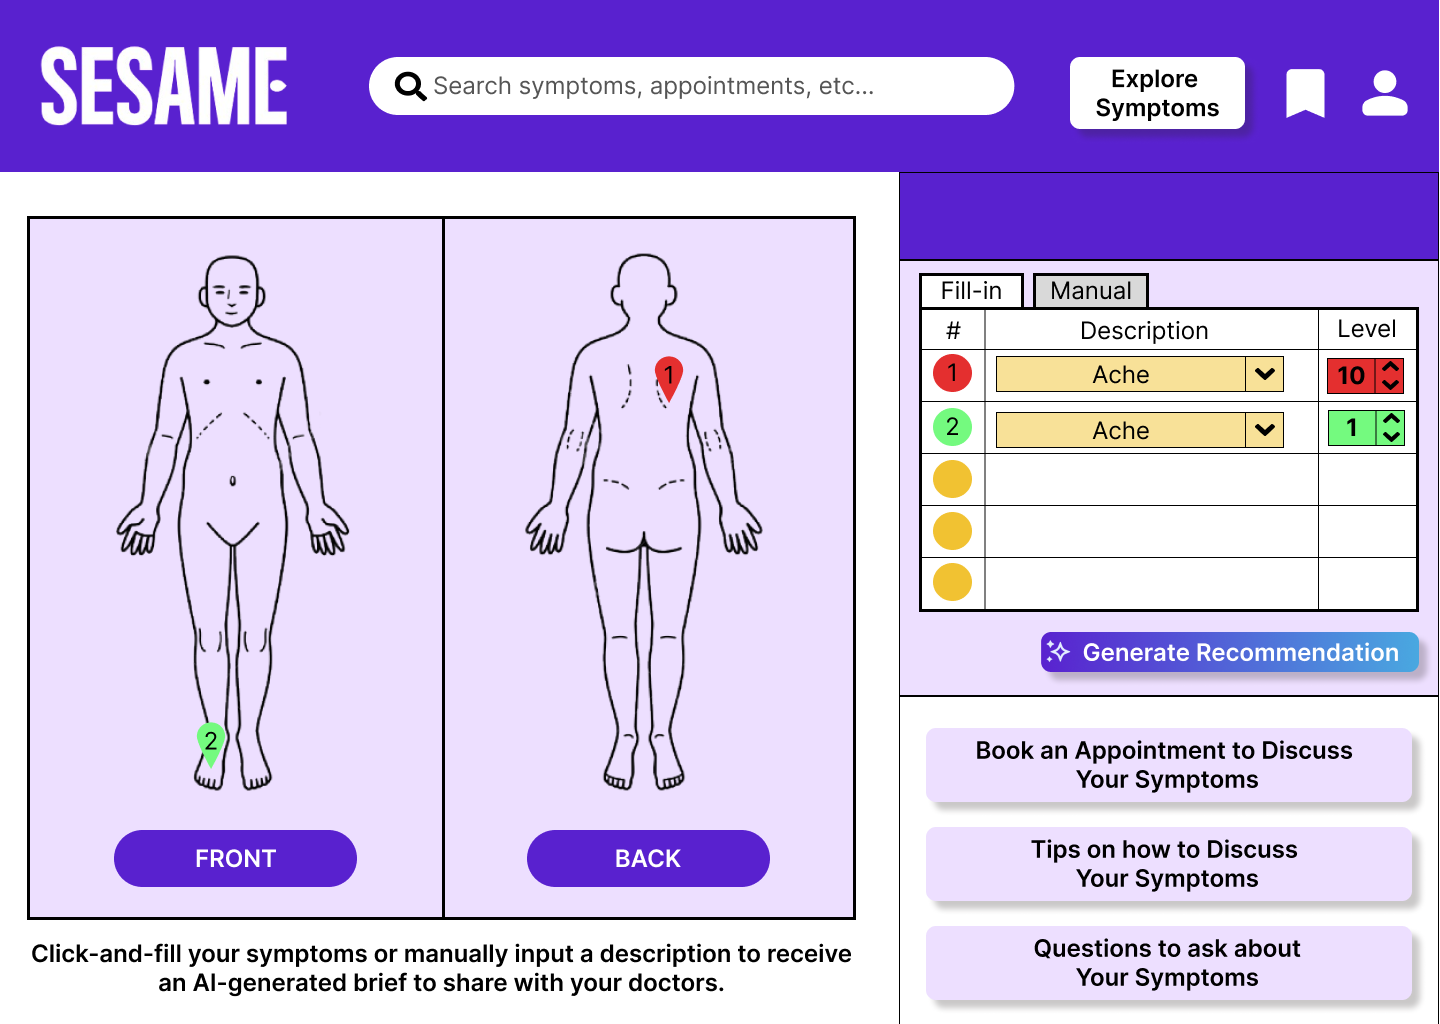 SESAME
Search symptoms, appointments, etc...
Explore
Symptoms
1
2
FRONT
BACK
Click-and-fill your symptoms or manually input a description to receive
an AI-generated brief to share with your doctors.
Fill-in
Manual
# Description Level
1 Ache 10
2 Ache 1
Generate Recommendation
Book an Appointment to Discuss
Your Symptoms
Tips on how to Discuss
Your Symptoms
Questions to ask about
Your Symptoms